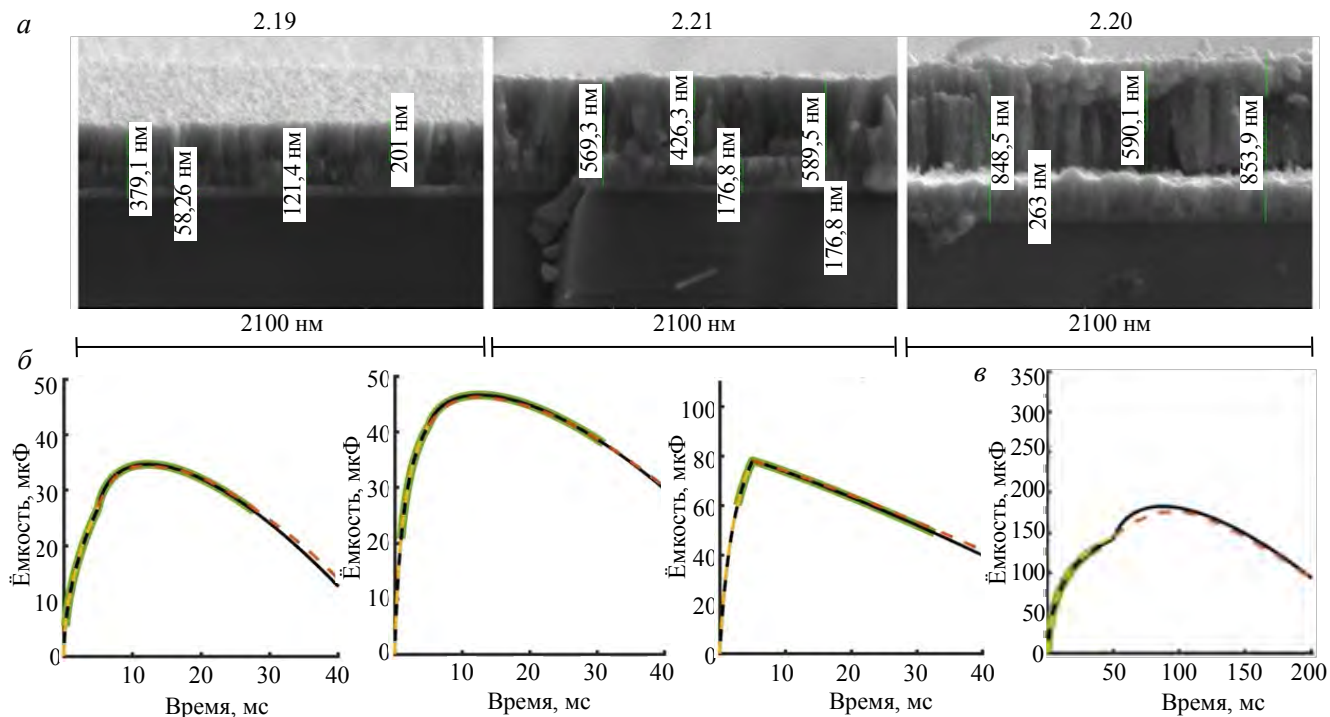 а
2.19
2.21
2.20
379,1 нм
58,26 нм
121,4 нм
201 нм
569,3 нм
426,3 нм
176,8 нм
589,5 нм
176,8 нм
848,5 нм
263 нм
590,1 нм
853,9 нм
2100 нм
2100 нм
2100 нм
б
Ёмкость, мкФ
50
40
30
20
10
0
10
20
30
40
Время, мс
Ёмкость, мкФ
50
40
30
20
10
0
10
20
30
40
Время, мс
Ёмкость, мкФ
100
80
60
40
20
0
10
20
30
40
Время, мс
в
Ёмкость, мкФ
350
300
250
200
150
100
50
0
50
100
150
200
Время, мс